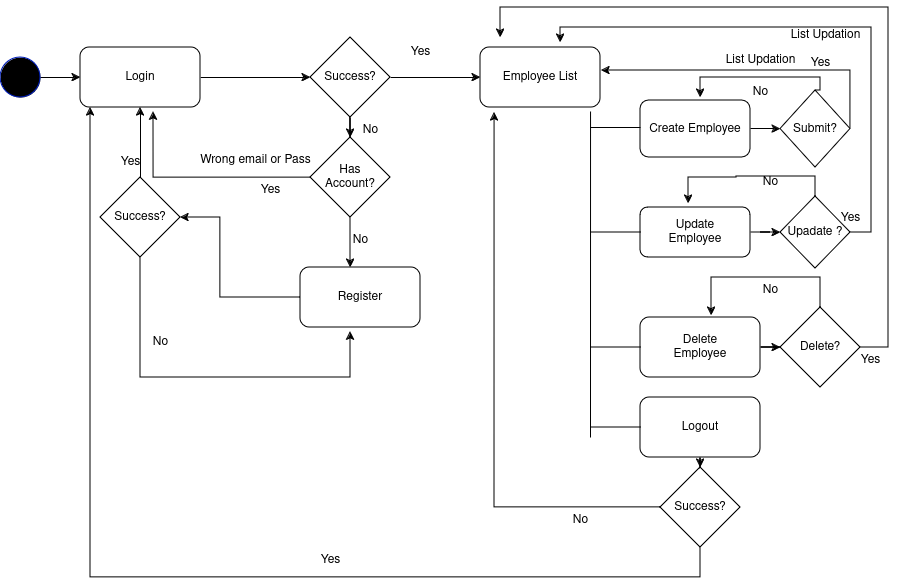 Login
Success?
Yes
Employee List
List Updation
List Updation
Yes
No
Create Employee
Submit?
No
Wrong email or Pass
Yes
Has
Account?
Yes
Success?
No
Update
Employee
Upadate ?
Yes
No
Register
No
No
Delete
Employee
Delete?
Yes
Logout
Success?
No
Yes